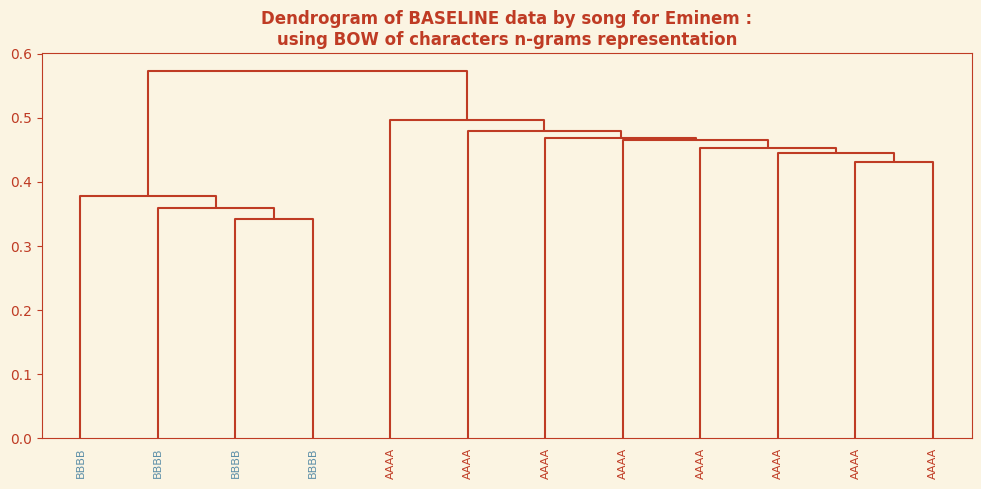 Dendrogram of BASELINE data by song for Eminem :
using BOW of characters n-grams representation
0.6
0.5
0.4
0.3
0.2
0.1
0.0
BBBB
BBBB
BBBB
BBBB
AAAA
AAAA
AAAA
AAAA
AAAA
AAAA
AAAA
AAAA